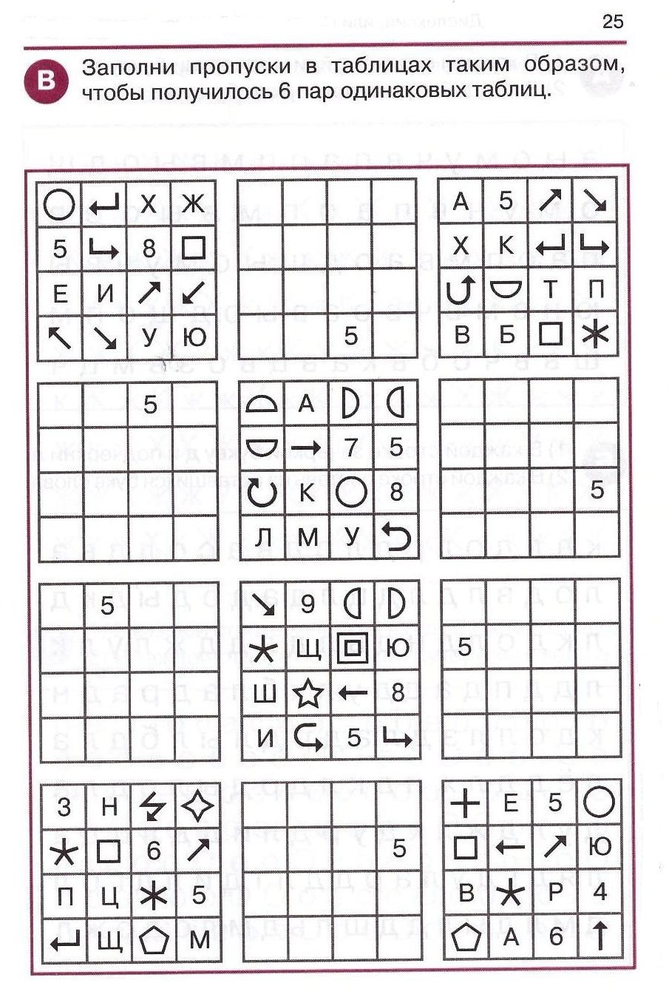 25
В
Заполни пропуски в таблицах таким образом,
чтобы получилось 6 пар одинаковых таблиц.
○ ↵ Х Ж
5 ↳ 8 □
Е И ↗ ↙
↖ ↘ У Ю
5
А 5 ↗ ↘
Х К ↵ ↳
Т П
В Б □ *
5
А
→ 7 5
↻ К ○ 8
Л М У ⮌
5
5
↘ 9
Щ Ю
Ш ☆ ← 8
И 5 ↳
5
З Н
□ 6 ↗
П Ц * 5
↵ Щ ⬠ М
5
+ Е 5 ○
□ ← ↗ Ю
В Р 4
⬠ А 6 ↑